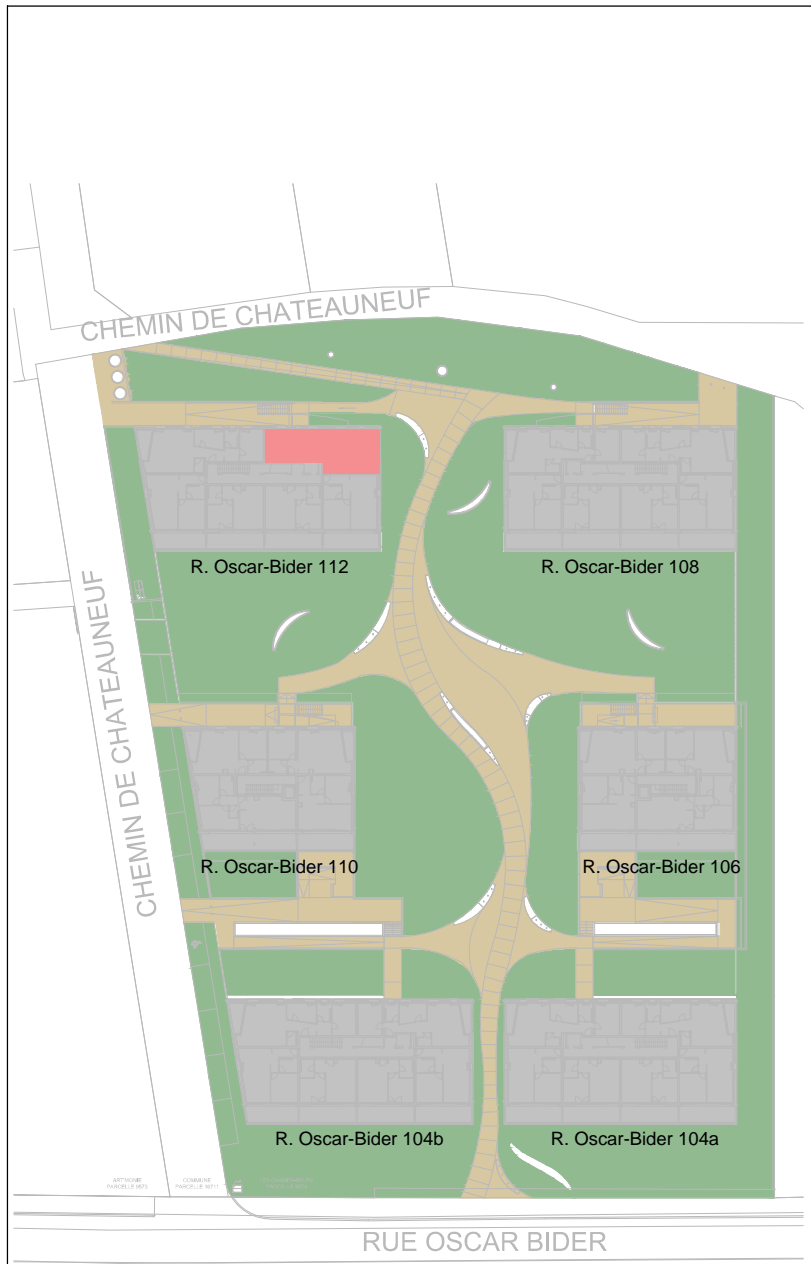 CHEMIN DE CHATEAUNEUF
R. Oscar-Bider 112
R. Oscar-Bider 108
CHEMIN DE CHATEAUNEUF
R. Oscar-Bider 110
R. Oscar-Bider 106
R. Oscar-Bider 104b
R. Oscar-Bider 104a
COMMUNE
RUE OSCAR BIDER